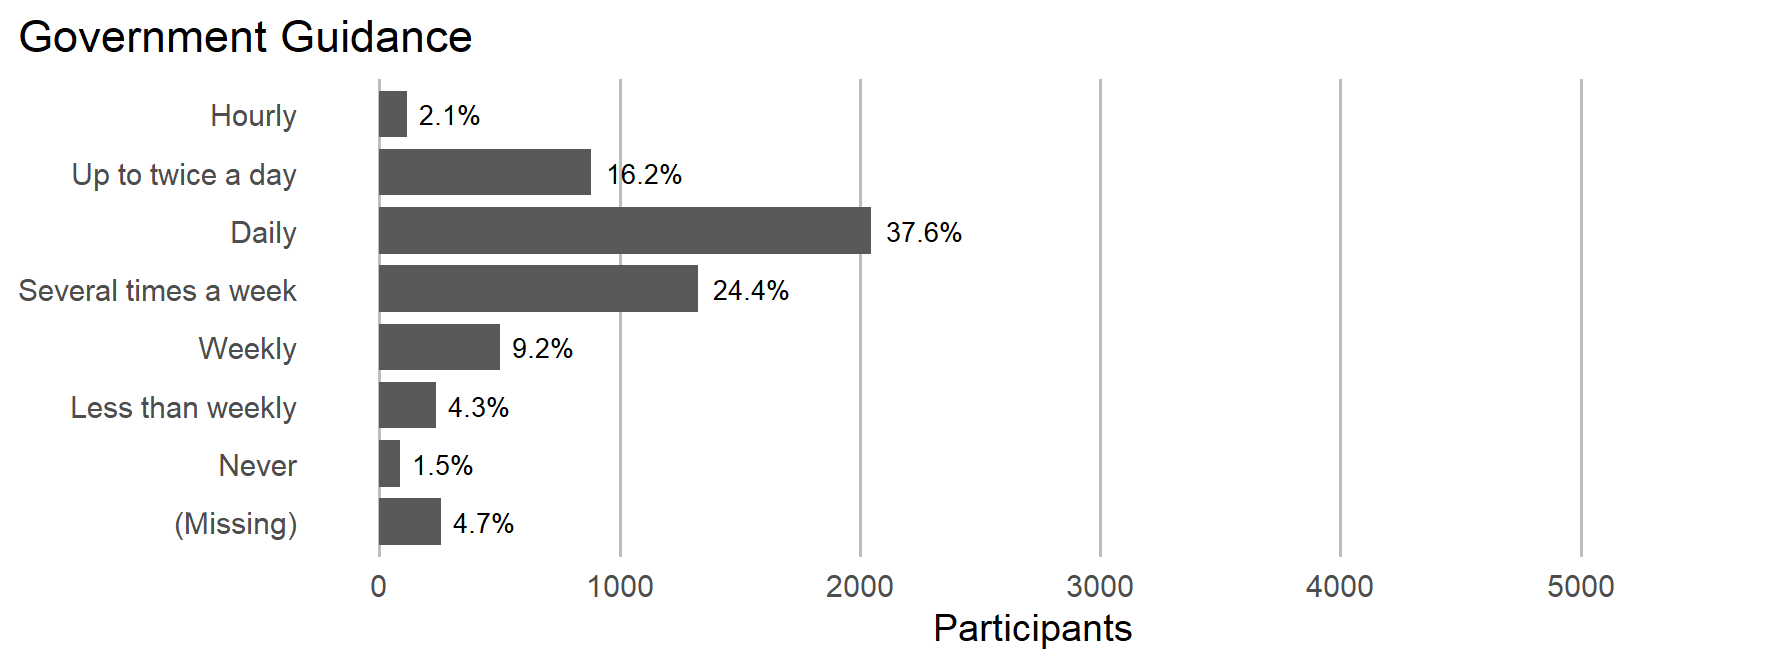 Government Guidance
Hourly 2.1%
Up to twice a day 16.2%
Daily 37.6%
Several times a week 24.4%
Weekly 9.2%
Less than weekly 4.3%
Never 1.5%
(Missing) 4.7%
0 1000 2000 3000 4000 5000
Participants